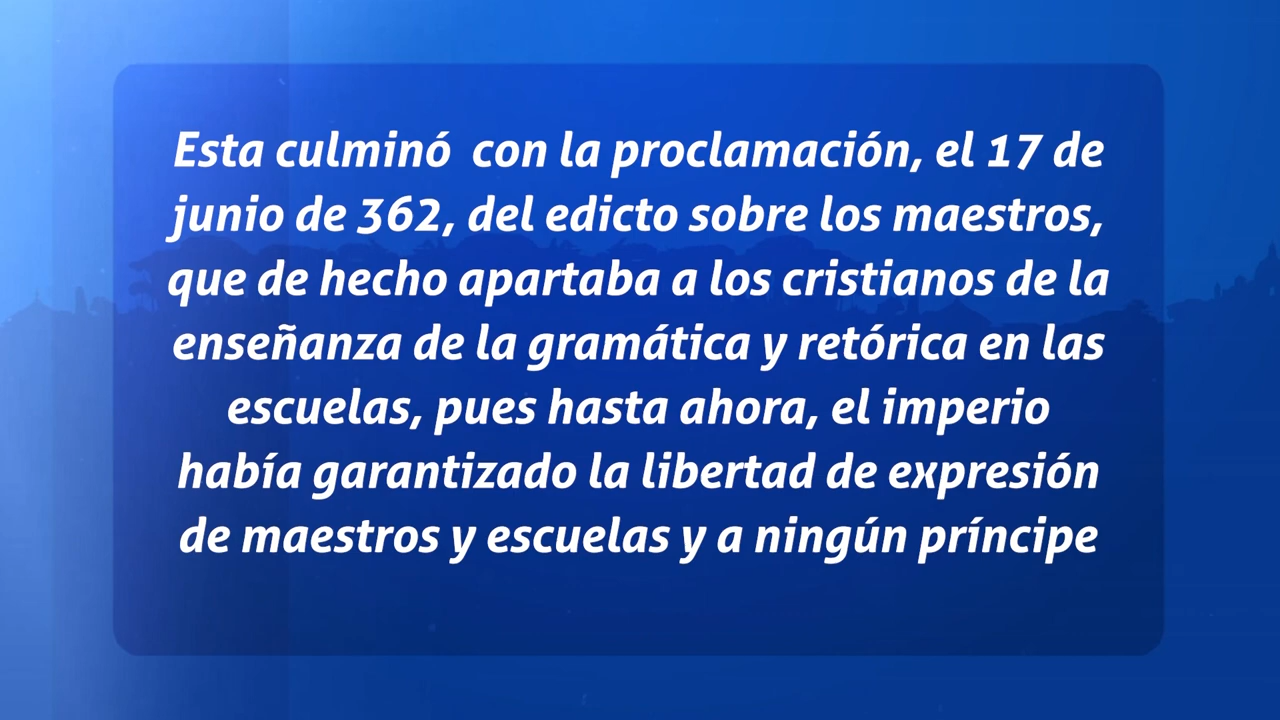 Esta culminó  con la proclamación, el 17 de
junio de 362, del edicto sobre los maestros,
que de hecho apartaba a los cristianos de la
enseñanza de la gramática y retórica en las
escuelas, pues hasta ahora, el imperio
había garantizado la libertad de expresión
de maestros y escuelas y a ningún príncipe